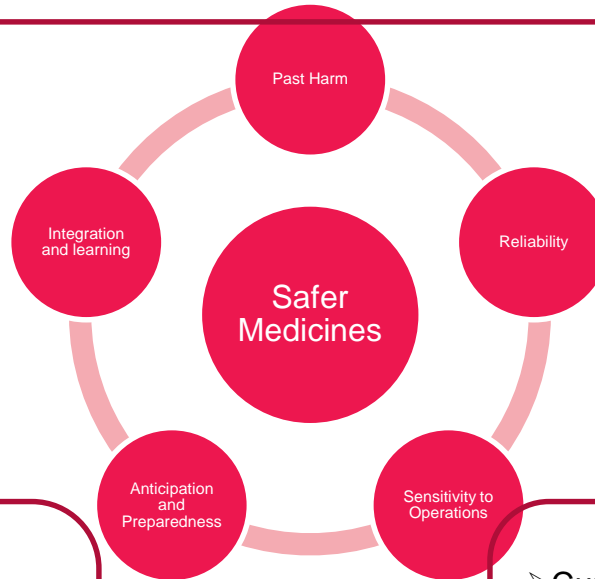 Past Harm
Integration
and learning
Reliability
Safer
Medicines
Anticipation
and
Preparedness
Sensitivity to
Operations